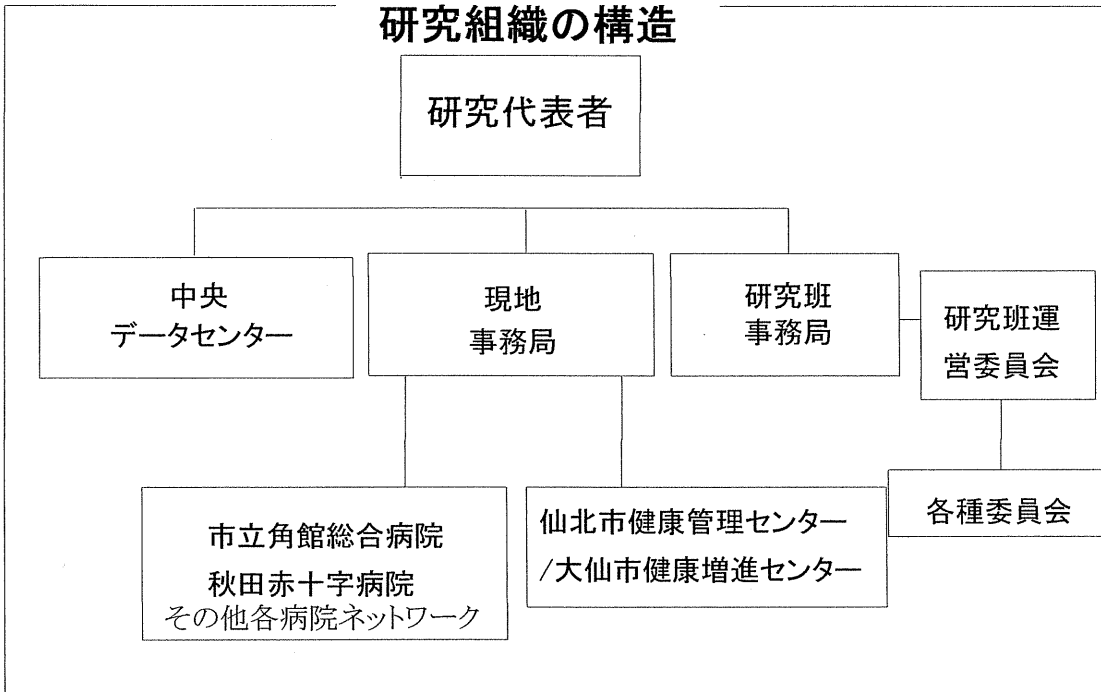 研究組織の構造
研究代表者
中央
データセンター
現地
事務局
研究班
事務局
研究班運
営委員会
市立角館総合病院
秋田赤十字病院
その他各病院ネットワーク
仙北市健康管理センター
/大仙市健康増進センター
各種委員会